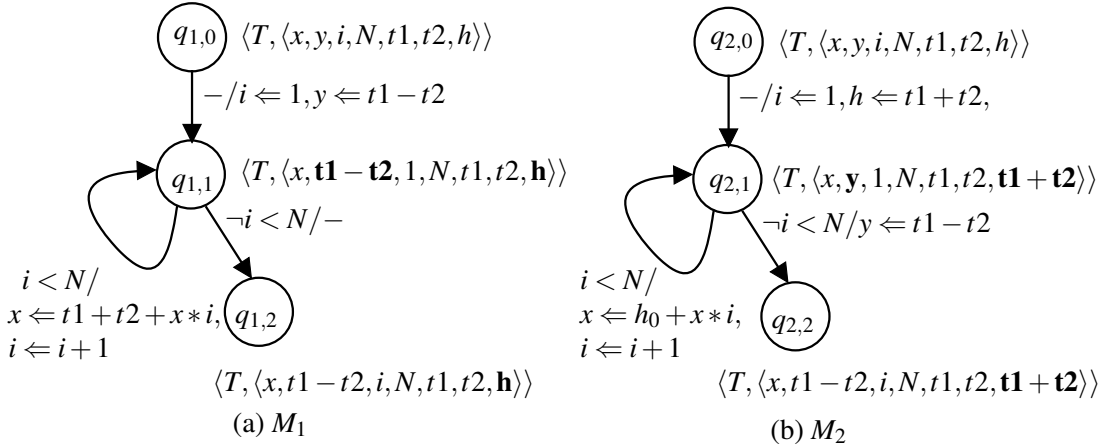 q1,0 ⟨T,⟨x,y,i,N,t1,t2,h⟩⟩
−/i ⇐ 1,y ⇐ t1−t2
q1,1 ⟨T,⟨x,t1−t2,1,N,t1,t2,h⟩⟩
¬i < N/−
i < N/
x ⇐ t1+t2+x∗i,
i ⇐ i+1
q1,2
⟨T,⟨x,t1−t2,i,N,t1,t2,h⟩⟩
(a) M1
q2,0 ⟨T,⟨x,y,i,N,t1,t2,h⟩⟩
−/i ⇐ 1,h ⇐ t1+t2,
q2,1 ⟨T,⟨x,y,1,N,t1,t2,t1+t2⟩⟩
¬i < N/y ⇐ t1−t2
i < N/
x ⇐ h0+x∗i,
i ⇐ i+1
q2,2
⟨T,⟨x,t1−t2,i,N,t1,t2,t1+t2⟩⟩
(b) M2